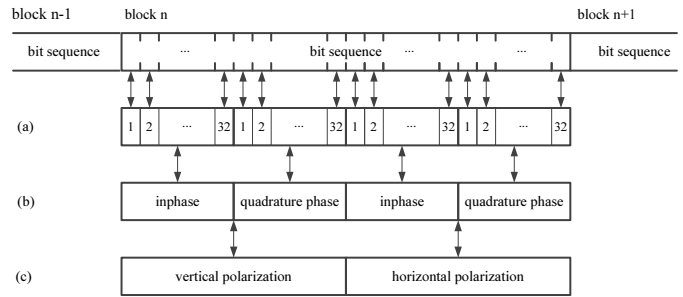 block n-1 block n block n+1
bit sequence ... bit sequence ... ... bit sequence
(a) 1 2 ... 32 1 2 ... 32 1 2 ... 32 1 2 ... 32
(b) inphase quadrature phase inphase quadrature phase
(c) vertical polarization horizontal polarization